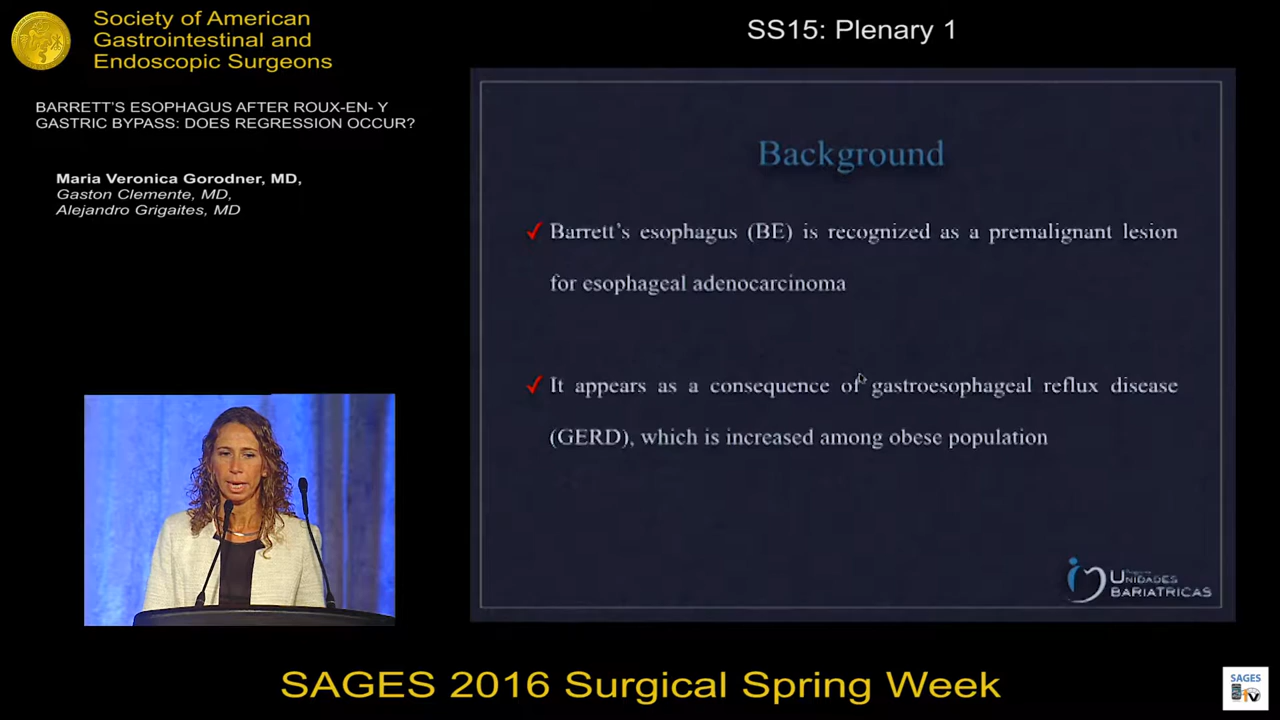 Society of American
Gastrointestinal and
Endoscopic Surgeons
SS15: Plenary 1
BARRETT'S ESOPHAGUS AFTER ROUX-EN- Y
GASTRIC BYPASS: DOES REGRESSION OCCUR?
Maria Veronica Gorodner, MD,
Gaston Clemente, MD,
Alejandro Grigaites, MD
Background
✓ Barrett's esophagus (BE) is recognized as a premalignant lesion
for esophageal adenocarcinoma
✓ It appears as a consequence of gastroesophageal reflux disease
(GERD), which is increased among obese population
UNIDADES
BARIATRICAS
SAGES 2016 Surgical Spring Week
SAGES
TV